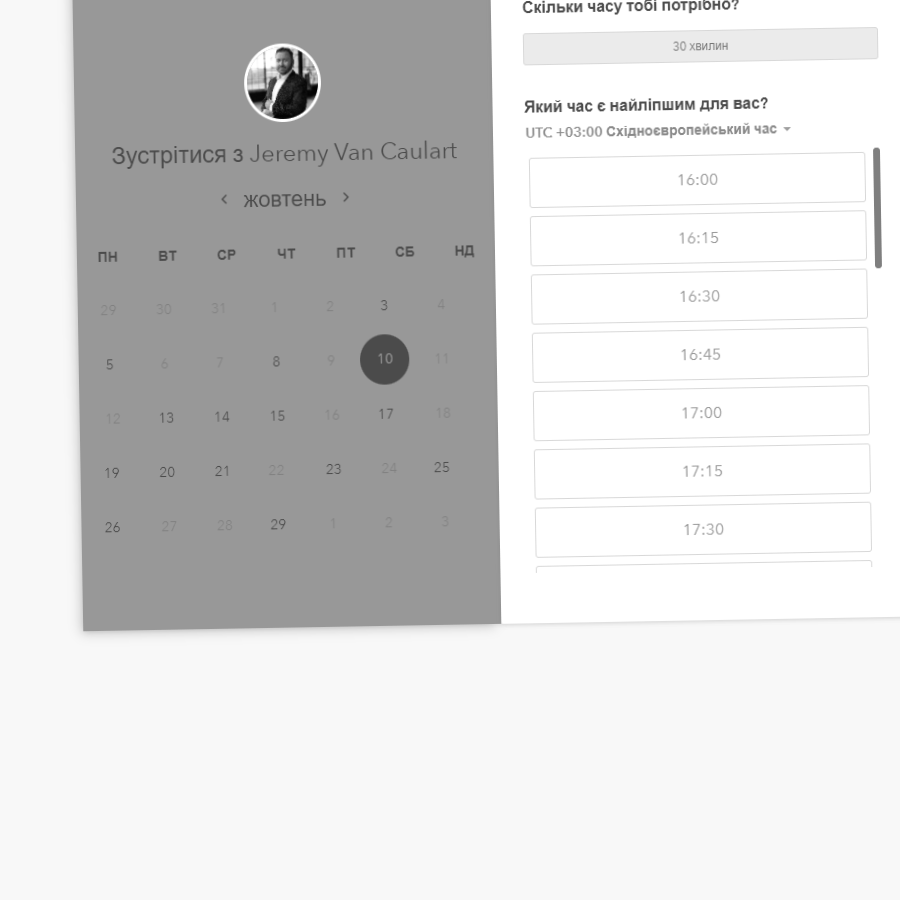 Зустрітися з Jeremy Van Caulart
жовтень
ПН ВТ СР ЧТ ПТ СБ НД
29 30 31 1 2 3 4
5 6 7 8 9 10 11
12 13 14 15 16 17 18
19 20 21 22 23 24 25
26 27 28 29 1 2 3
Скільки часу тобі потрібно?
30 хвилин
Який час є найліпшим для вас?
UTC +03:00 Східноєвропейський час
16:00
16:15
16:30
16:45
17:00
17:15
17:30